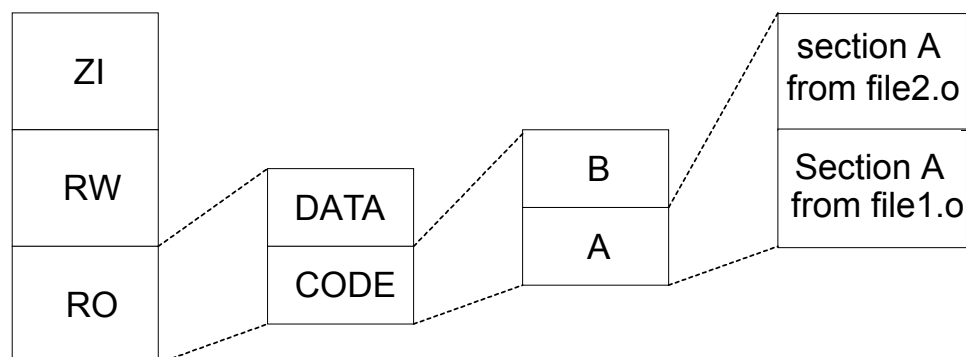 ZI
RW
RO
DATA
CODE
B
A
section A
from file2.o
Section A
from file1.o